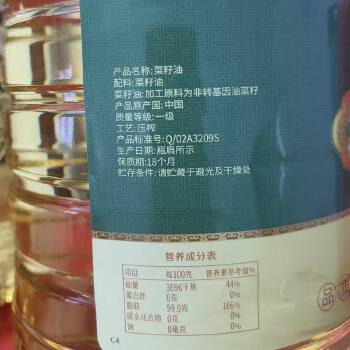 产品名称:菜籽油
配料:菜籽油
菜籽油:加工原料为非转基因油菜籽
产品原产国:中国
质量等级:一级
工艺:压榨
产品标准号:Q/02A3209S
生产日期:瓶肩所示
保质期:18个月
贮存条件:请贮藏于避光及干燥处
营养成分表
项目 每100克 营养素参考值%
能量 3696千焦 44%
蛋白质 0克 0%
脂肪 99.9克 166%
碳水化合物 0克 0%
钠 0毫克 0%
C4
品